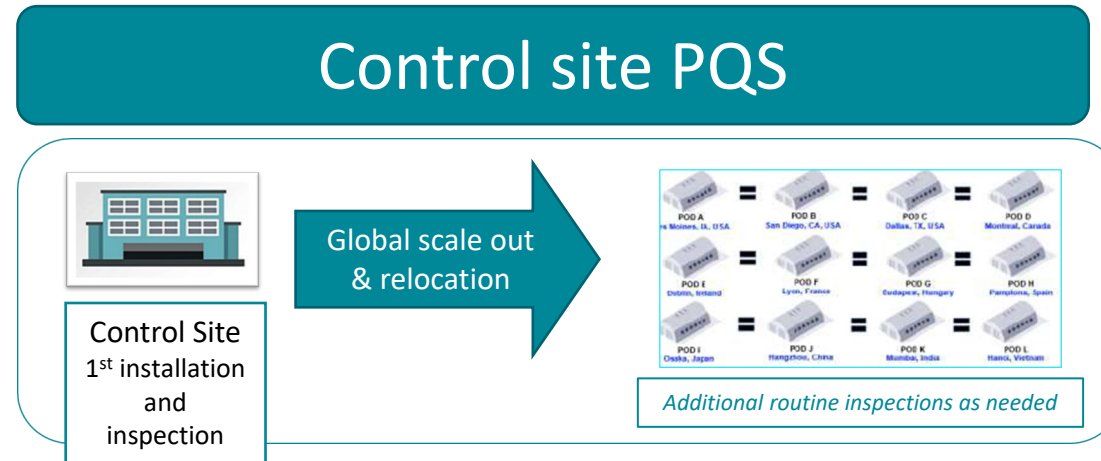 Control site PQS
Control Site
1st installation
and
inspection
Global scale out
& relocation
POD A
POD B
POD C
POD D
es Moines, IA, USA
San Diego, CA, USA
Dallas, TX, USA
Montreal, Canada
POD E
POD F
POD G
POD H
Dublin, Ireland
Lyon, France
Budapest, Hungary
Pamplona, Spain
POD I
POD J
POD K
POD L
Osaka, Japan
Hangzhou, China
Mumbai, India
Hanoi, Vietnam
Additional routine inspections as needed